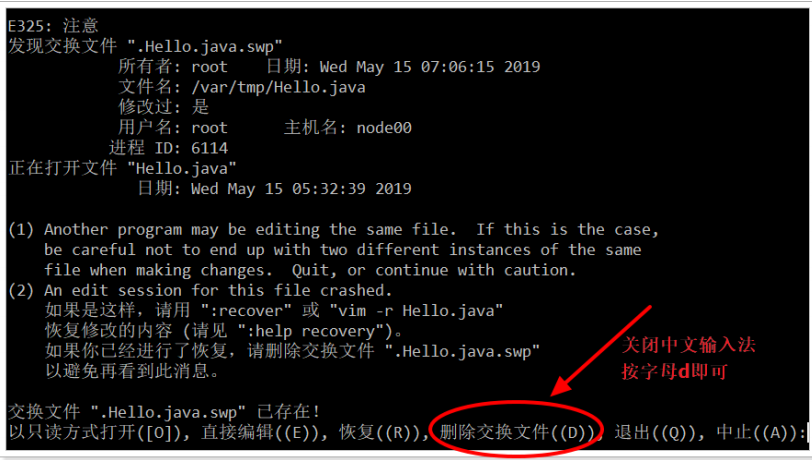 E325: 注意
发现交换文件 ".Hello.java.swp"
所有者: root 日期: Wed May 15 07:06:15 2019
文件名: /var/tmp/Hello.java
修改过: 是
用户名: root 主机名: node00
进程 ID: 6114
正在打开文件 "Hello.java"
日期: Wed May 15 05:32:39 2019
(1) Another program may be editing the same file. If this is the case,
be careful not to end up with two different instances of the same
file when making changes. Quit, or continue with caution.
(2) An edit session for this file crashed.
如果是这样，请用 ":recover" 或 "vim -r Hello.java"
恢复修改的内容 (请见 ":help recovery")。
如果你已经进行了恢复，请删除交换文件 ".Hello.java.swp"
以避免再看到此消息。
关闭中文输入法
按字母d即可
交换文件 ".Hello.java.swp" 已存在！
以只读方式打开([O]), 直接编辑((E)), 恢复((R)), 删除交换文件((D)), 退出((Q)), 中止((A)):